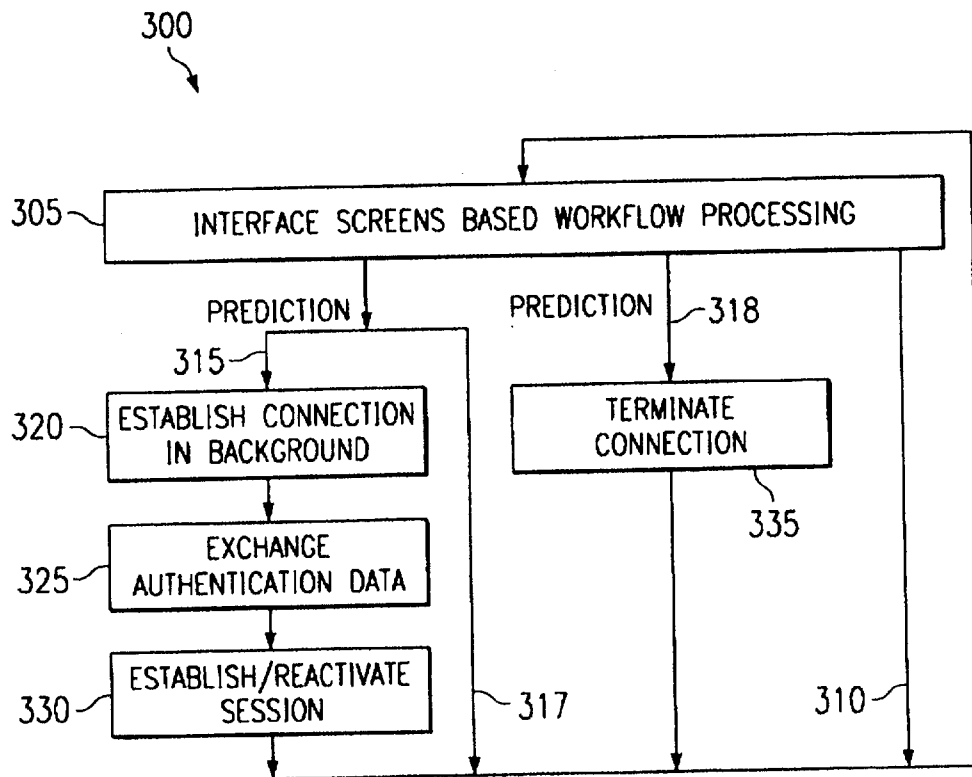 300
305
INTERFACE SCREENS BASED WORKFLOW PROCESSING
PREDICTION
PREDICTION
318
315
320
ESTABLISH CONNECTION
IN BACKGROUND
TERMINATE
CONNECTION
335
325
EXCHANGE
AUTHENTICATION DATA
330
ESTABLISH/REACTIVATE
SESSION
317
310